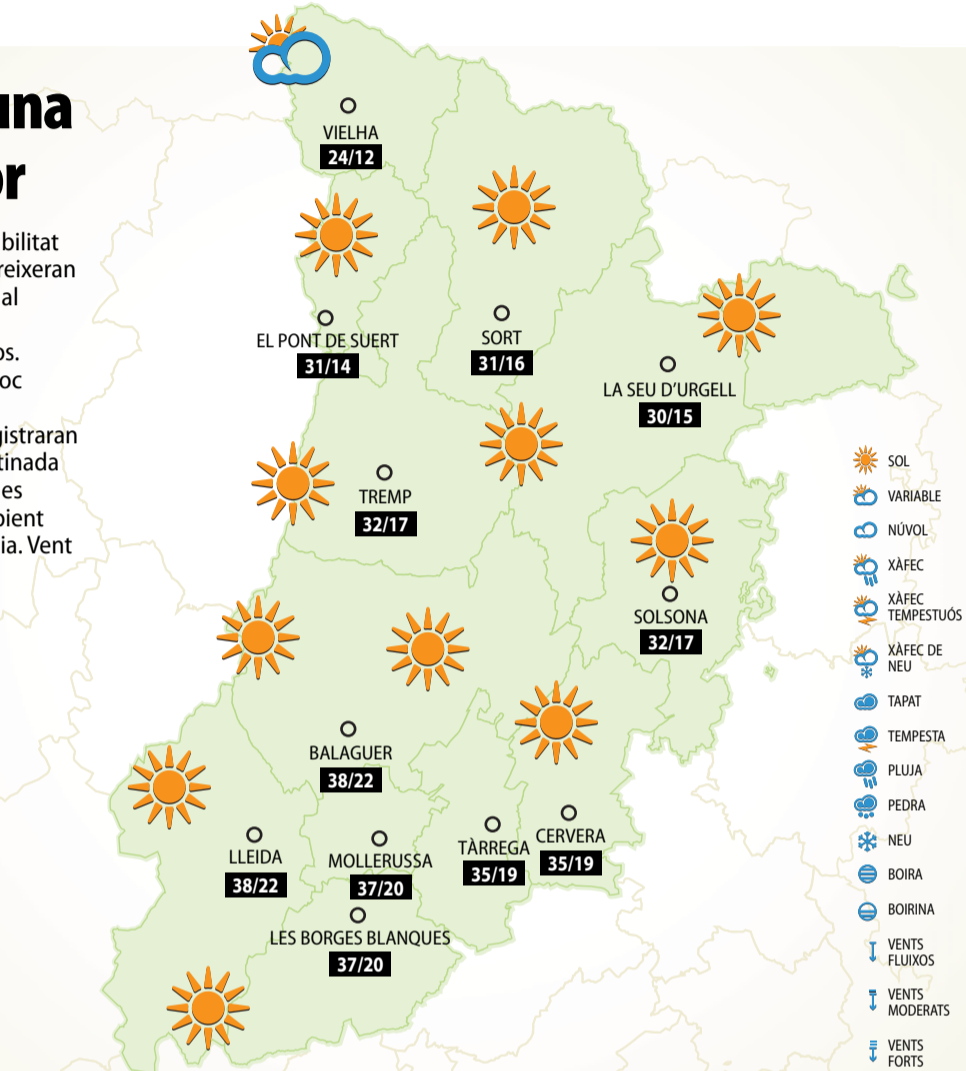 una
or
bilitat
reixeran
al
os.
oc
gistraran
tinada
es
bient
ia. Vent
VIELHA
24/12
EL PONT DE SUERT
31/14
SORT
31/16
LA SEU D'URGELL
30/15
TREMP
32/17
SOLSONA
32/17
BALAGUER
38/22
LLEIDA
38/22
MOLLERUSSA
37/20
TÀRREGA
35/19
CERVERA
35/19
LES BORGES BLANQUES
37/20
SOL
VARIABLE
NÚVOL
XÀFEC
XÀFEC
TEMPESTUÓS
XÀFEC DE
NEU
TAPAT
TEMPESTA
PLUJA
PEDRA
NEU
BOIRA
BOIRINA
VENTS
FLUIXOS
VENTS
MODERATS
VENTS
FORTS